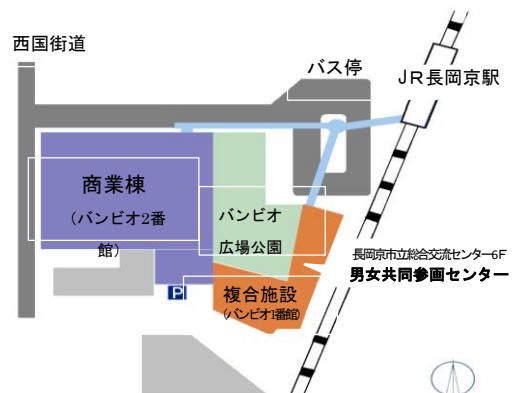 西国街道
バス停
JR長岡京駅
商業棟
（バンビオ2番
館）
バンビオ
広場公園
長岡京市立総合交流センター6F
男女共同参画センター
複合施設
（バンビオ1番館）
P